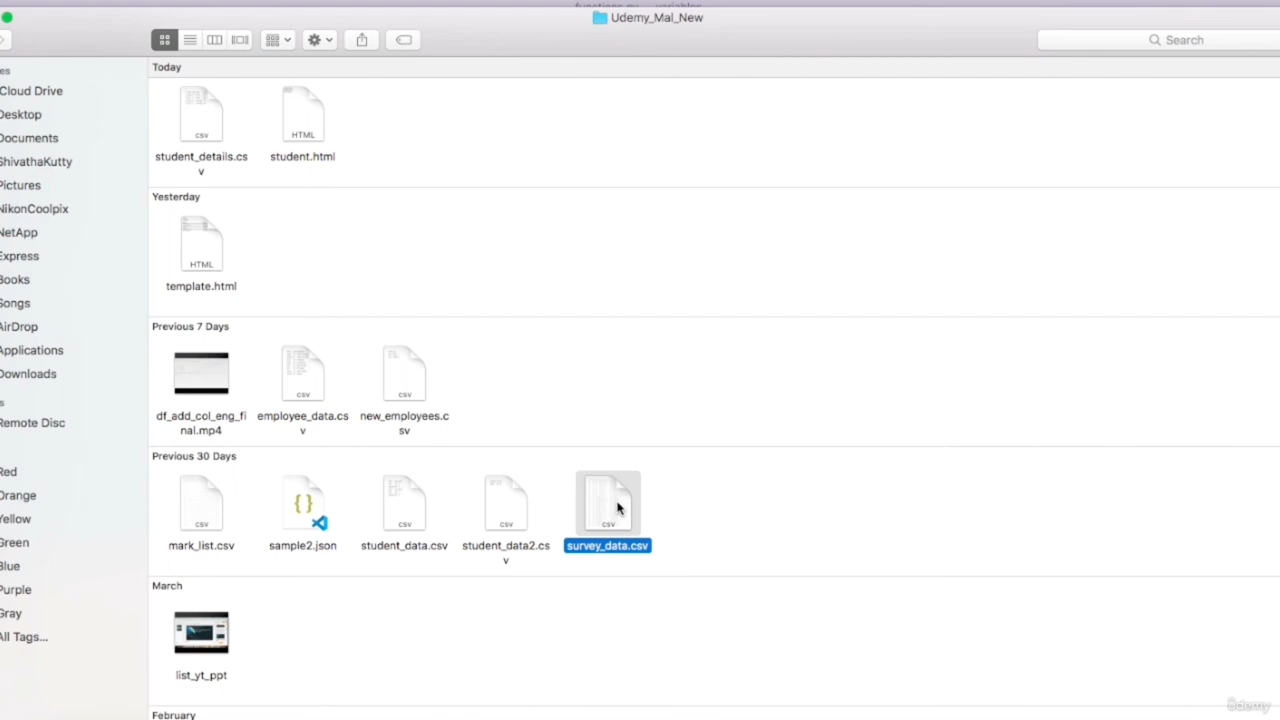 Udemy_Mal_New
Search
Today
Cloud Drive
Desktop
Documents
ShivathaKutty
Pictures
NikonCoolpix
NetApp
Express
Books
Songs
AirDrop
Applications
Downloads
Remote Disc
Red
Orange
Yellow
Green
Blue
Purple
Gray
All Tags...
CSV
HTML
student_details.cs
v
student.html
Yesterday
HTML
template.html
Previous 7 Days
CSV
CSV
df_add_col_eng_fi
nal.mp4
employee_data.cs
v
new_employees.c
sv
Previous 30 Days
CSV
{ }
CSV
CSV
CSV
mark_list.csv
sample2.json
student_data.csv
student_data2.cs
v
survey_data.csv
March
list_yt_ppt
February
Udemy